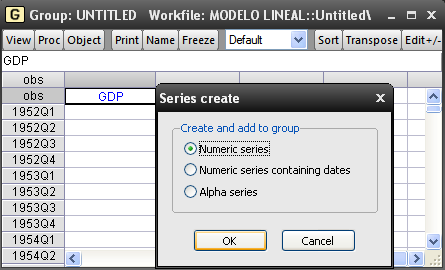 G Group: UNTITLED Workfile: MODELO LINEAL::Untitled\
View Proc Object Print Name Freeze Default Sort Transpose Edit+/-
GDP
obs
obs GDP
1952Q1
1952Q2
1952Q3
1952Q4
1953Q1
1953Q2
1953Q3
1953Q4
1954Q1
1954Q2
Series create
Create and add to group
Numeric series
Numeric series containing dates
Alpha series
OK Cancel